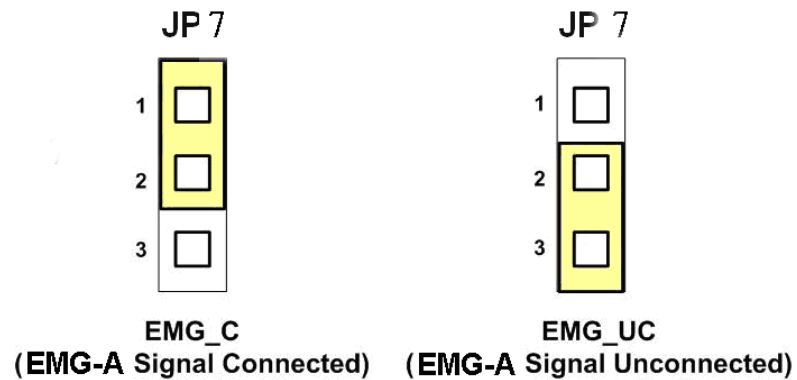 JP 7
1
2
3
EMG_C
(EMG-A Signal Connected)
JP 7
1
2
3
EMG_UC
(EMG-A Signal Unconnected)